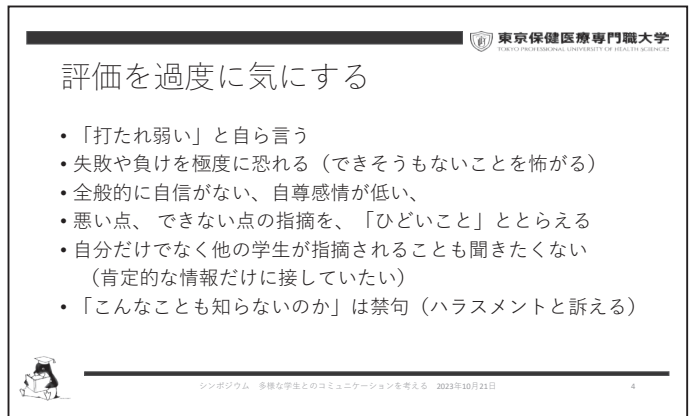 東京保健医療専門職大学
TOKYO PROFESSIONAL UNIVERSITY OF HEALTH SCIENCES
評価を過度に気にする
• 「打たれ弱い」と自ら言う
• 失敗や負けを極度に恐れる（できそうもないことを怖がる）
• 全般的に自信がない、自尊感情が低い、
• 悪い点、 できない点の指摘を、「ひどいこと」ととらえる
• 自分だけでなく他の学生が指摘されることも聞きたくない
（肯定的な情報だけに接していたい）
• 「こんなことも知らないのか」は禁句（ハラスメントと訴える）
シンポジウム 多様な学生とのコミュニケーションを考える 2023年10月21日
4